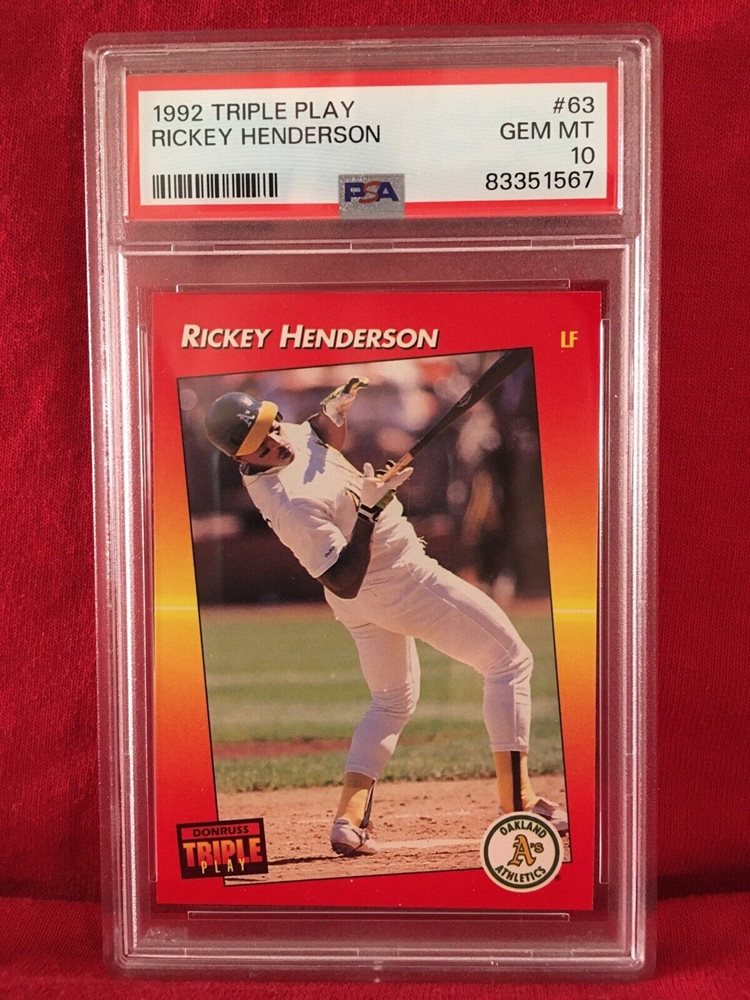 1992 TRIPLE PLAY #63
RICKEY HENDERSON GEM MT
10
PSA 83351567
RICKEY HENDERSON LF
A's
DONRUSS
TRIPLE
PLAY
OAKLAND
A's
ATHLETICS